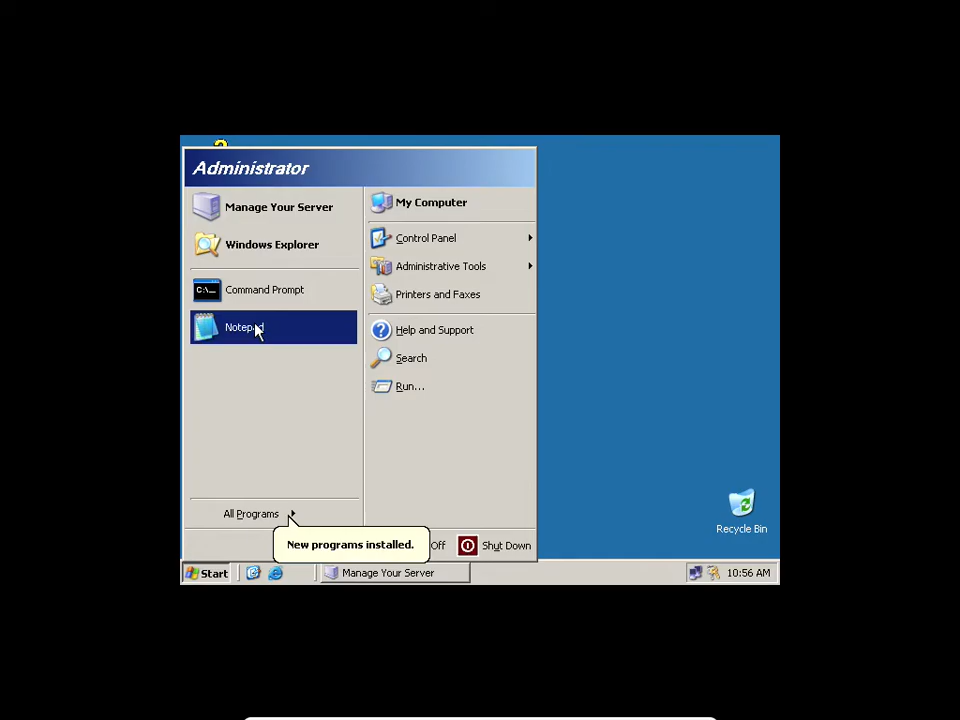 Administrator
Manage Your Server
Windows Explorer
Command Prompt
Notepad
All Programs
My Computer
Control Panel
Administrative Tools
Printers and Faxes
Help and Support
Search
Run...
New programs installed.
Off
Shut Down
Recycle Bin
Start
Manage Your Server
10:56 AM